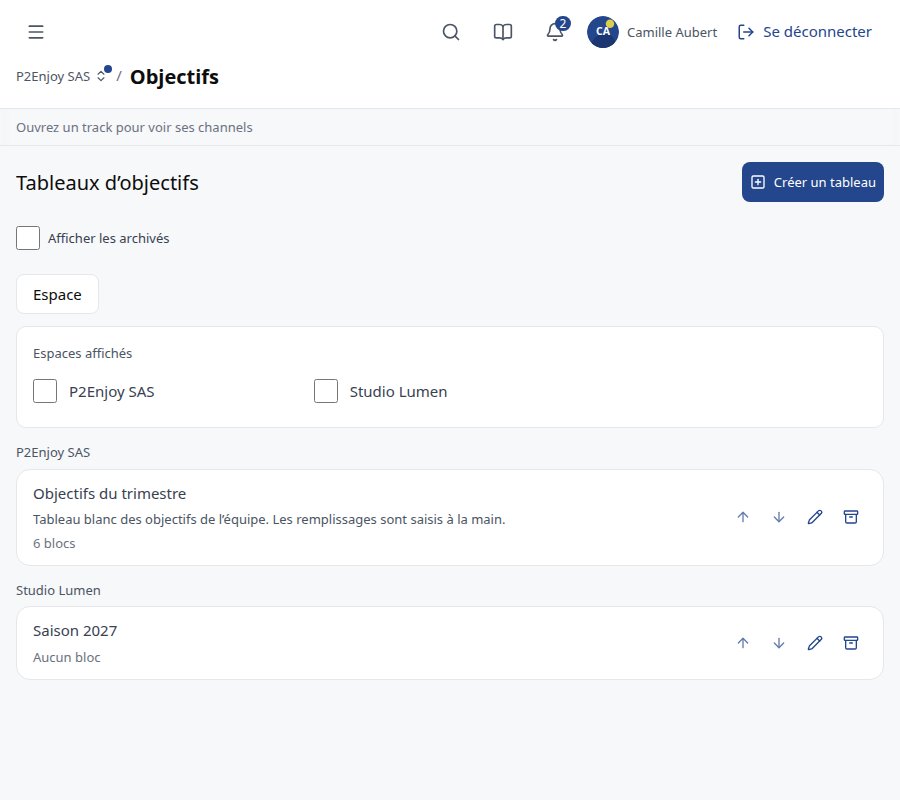 2
CA
Camille Aubert
Se déconnecter
P2Enjoy SAS / Objectifs
Ouvrez un track pour voir ses channels
Tableaux d’objectifs
Créer un tableau
Afficher les archivés
Espace
Espaces affichés
P2Enjoy SAS
Studio Lumen
P2Enjoy SAS
Objectifs du trimestre
Tableau blanc des objectifs de l’équipe. Les remplissages sont saisis à la main.
6 blocs
Studio Lumen
Saison 2027
Aucun bloc